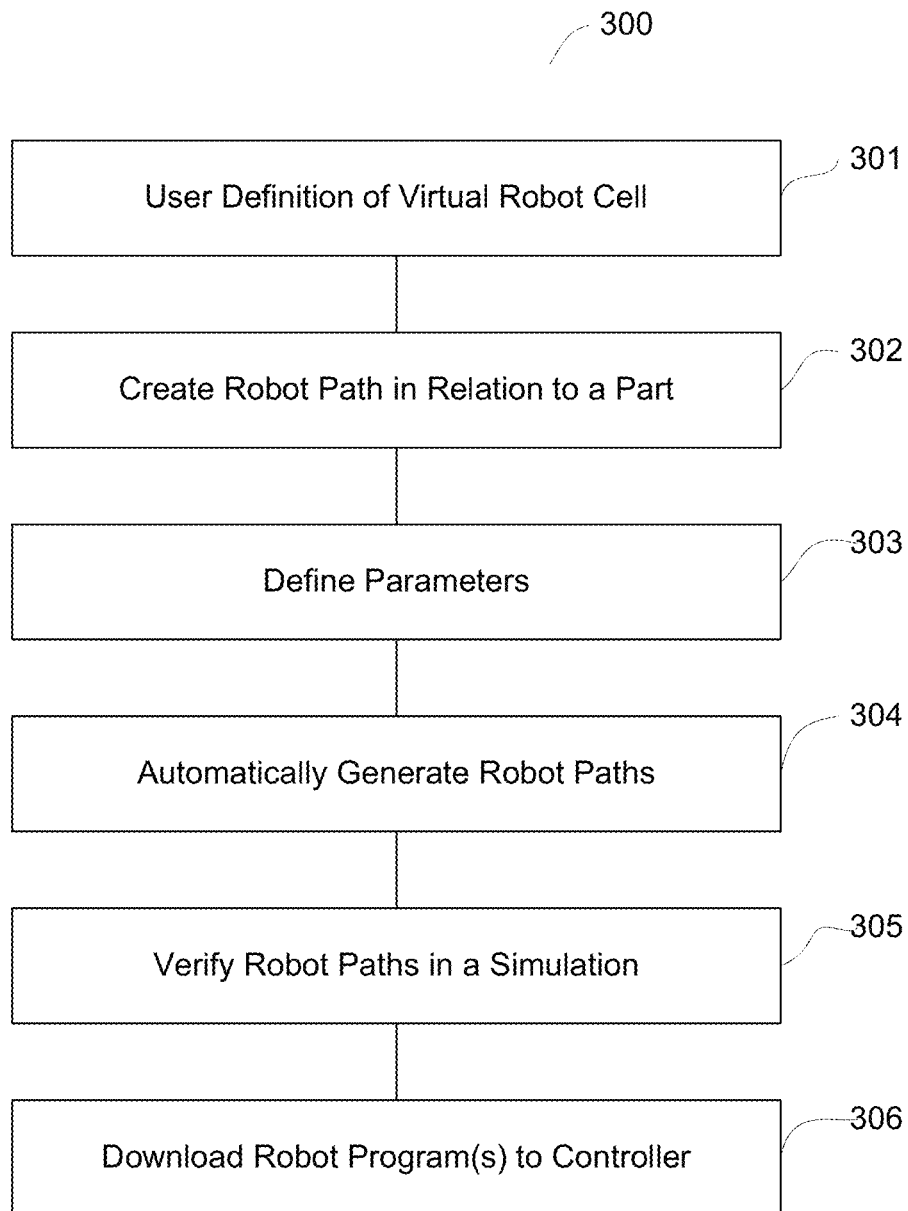 300
301
User Definition of Virtual Robot Cell
302
Create Robot Path in Relation to a Part
303
Define Parameters
304
Automatically Generate Robot Paths
305
Verify Robot Paths in a Simulation
306
Download Robot Program(s) to Controller